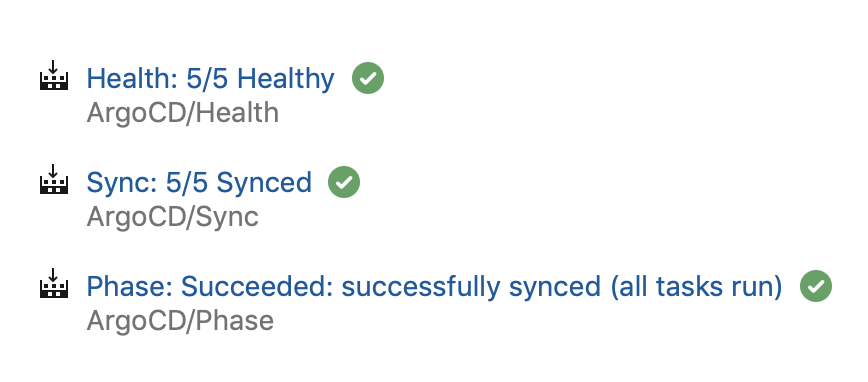 Health: 5/5 Healthy
ArgoCD/Health
Sync: 5/5 Synced
ArgoCD/Sync
Phase: Succeeded: successfully synced (all tasks run)
ArgoCD/Phase